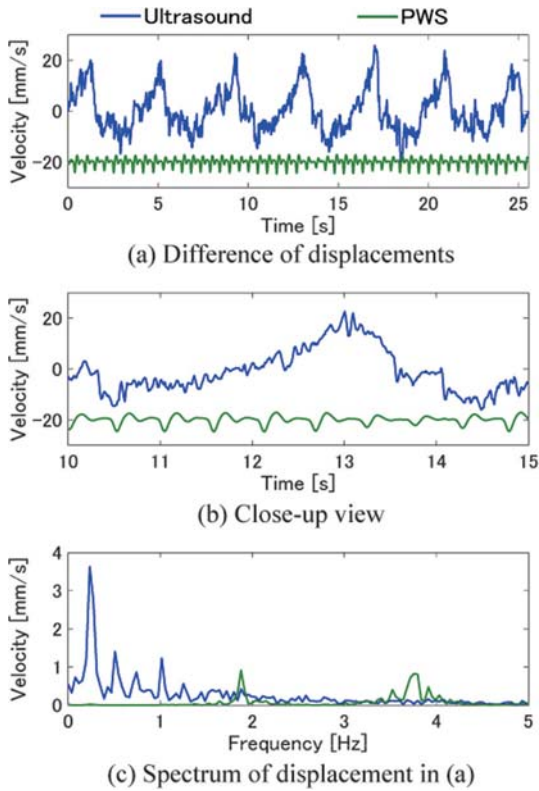 Ultrasound PWS
Velocity [mm/s]
20
0
-20
0 5 10 15 20 25
Time [s]
(a) Difference of displacements
Velocity [mm/s]
20
0
-20
10 11 12 13 14 15
Time [s]
(b) Close-up view
Velocity [mm/s]
4
3
2
1
0
0 1 2 3 4 5
Frequency [Hz]
(c) Spectrum of displacement in (a)